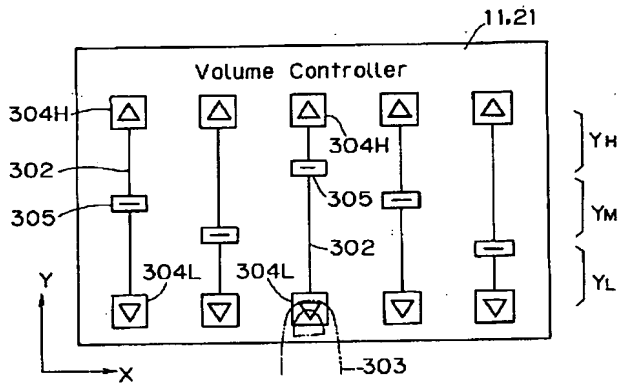 11,21
Volume Controller
304H
304H
YH
302
305
305
YM
302
304L
304L
YL
Y
X
303